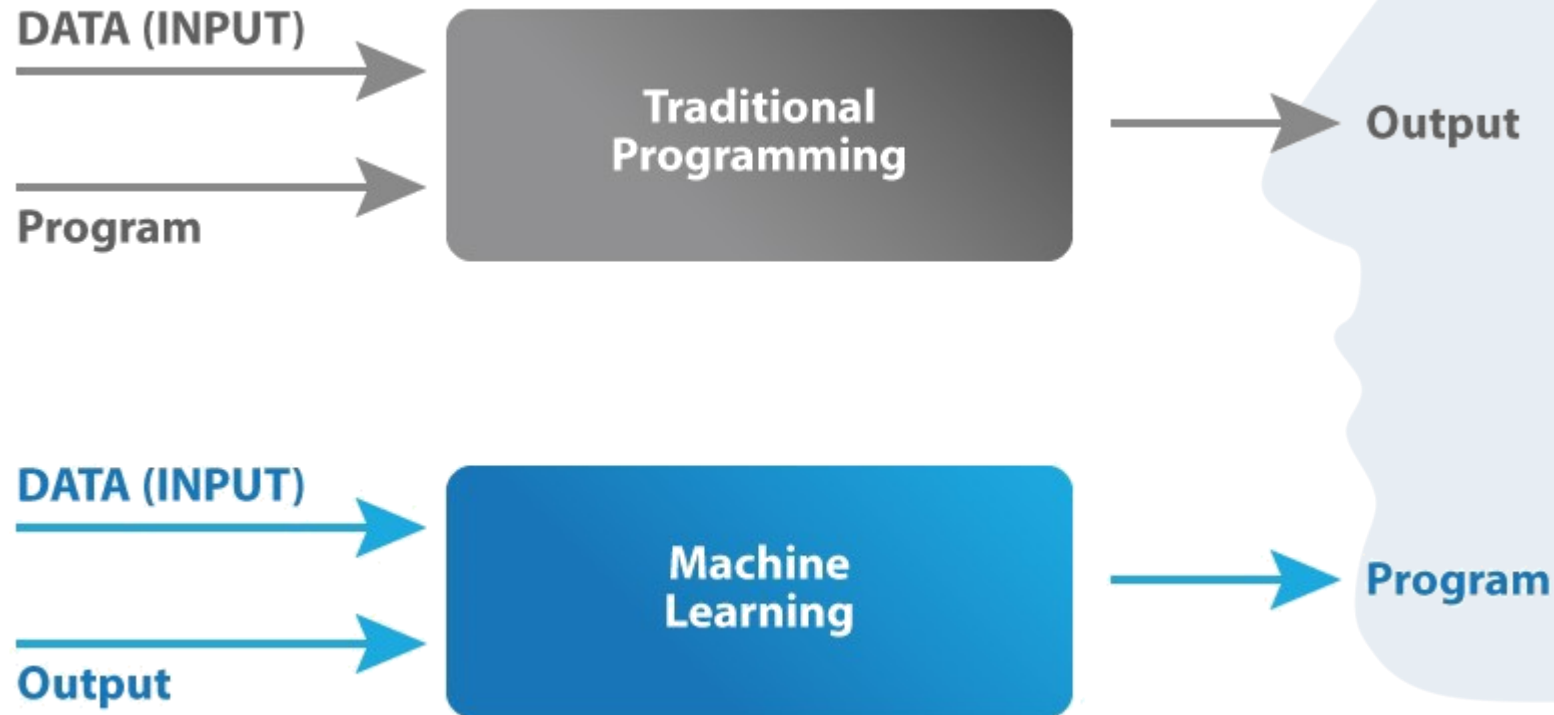 DATA (INPUT)
Program
Traditional
Programming
Output
DATA (INPUT)
Output
Machine
Learning
Program